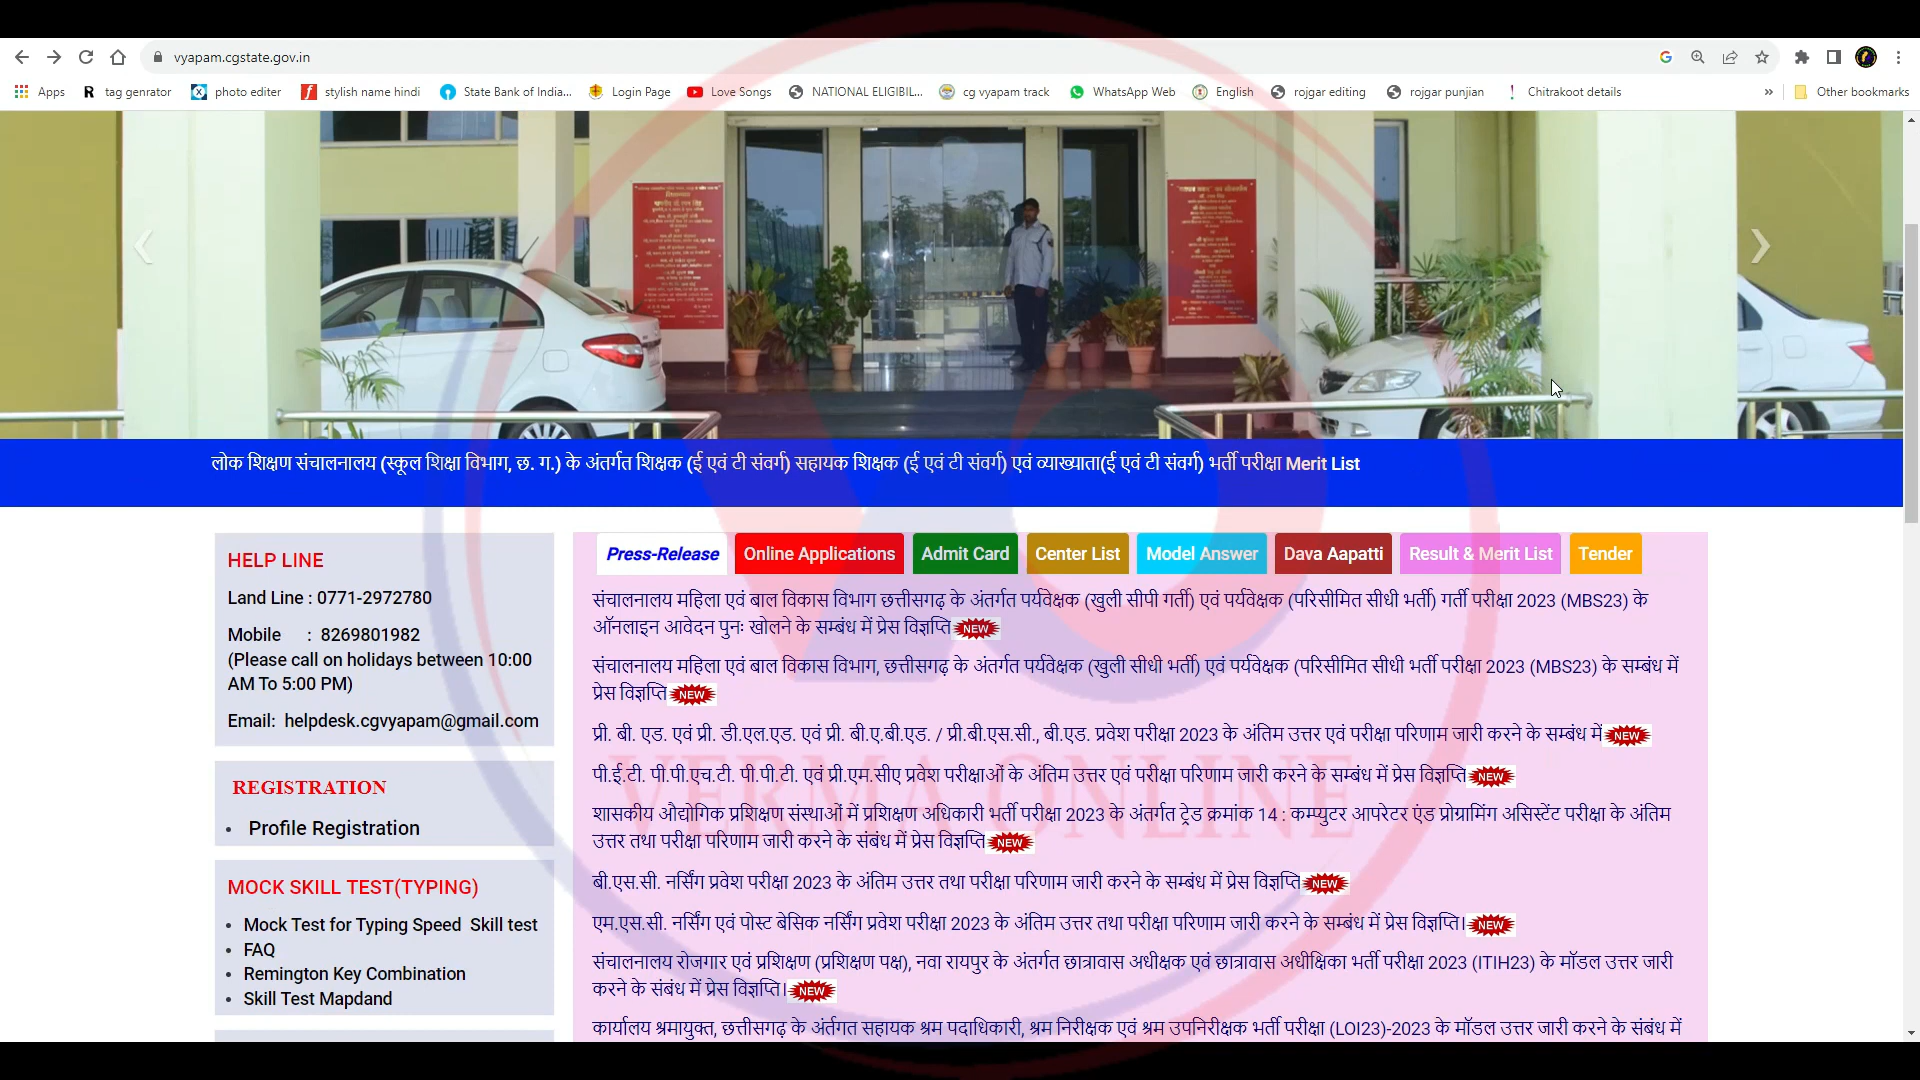 vyapam.cgstate.gov.in
Apps
tag genrator
photo editer
stylish name hindi
State Bank of India...
Login Page
Love Songs
NATIONAL ELIGIBIL...
cg vyapam track
WhatsApp Web
English
rojgar editing
rojgar punjian
Chitrakoot details
»
Other bookmarks
लोक शिक्षण संचालनालय (स्कूल शिक्षा विभाग, छ. ग.) के अंतर्गत शिक्षक (ई एवं टी संवर्ग) सहायक शिक्षक (ई एवं टी संवर्ग) एवं व्याख्याता(ई एवं टी संवर्ग) भर्ती परीक्षा Merit List
HELP LINE
Land Line : 0771-2972780
Mobile : 8269801982
(Please call on holidays between 10:00
AM To 5:00 PM)
Email: helpdesk.cgvyapam@gmail.com
REGISTRATION
• Profile Registration
MOCK SKILL TEST(TYPING)
• Mock Test for Typing Speed Skill test
• FAQ
• Remington Key Combination
• Skill Test Mapdand
Press-Release
Online Applications
Admit Card
Center List
Model Answer
Dava Aapatti
Result & Merit List
Tender
संचालनालय महिला एवं बाल विकास विभाग छत्तीसगढ़ के अंतर्गत पर्यवेक्षक (खुली सीपी गर्ती) एवं पर्यवेक्षक (परिसीमित सीधी भर्ती) गर्ती परीक्षा 2023 (MBS23) के
ऑनलाइन आवेदन पुनः खोलने के सम्बंध में प्रेस विज्ञप्ति NEW
संचालनालय महिला एवं बाल विकास विभाग, छत्तीसगढ़ के अंतर्गत पर्यवेक्षक (खुली सीधी भर्ती) एवं पर्यवेक्षक (परिसीमित सीधी भर्ती परीक्षा 2023 (MBS23) के सम्बंध में
प्रेस विज्ञप्ति NEW
प्री. बी. एड. एवं प्री. डी.एल.एड. एवं प्री. बी.ए.बी.एड. / प्री.बी.एस.सी., बी.एड. प्रवेश परीक्षा 2023 के अंतिम उत्तर एवं परीक्षा परिणाम जारी करने के सम्बंध में NEW
पी.ई.टी. पी.पी.एच.टी. पी.पी.टी. एवं प्री.एम.सीए प्रवेश परीक्षाओं के अंतिम उत्तर एवं परीक्षा परिणाम जारी करने के सम्बंध में प्रेस विज्ञप्ति NEW
शासकीय औद्योगिक प्रशिक्षण संस्थाओं में प्रशिक्षण अधिकारी भर्ती परीक्षा 2023 के अंतर्गत ट्रेड क्रमांक 14 : कम्प्युटर आपरेटर एंड प्रोग्रामिंग असिस्टेंट परीक्षा के अंतिम
उत्तर तथा परीक्षा परिणाम जारी करने के संबंध में प्रेस विज्ञप्ति NEW
बी.एस.सी. नर्सिंग प्रवेश परीक्षा 2023 के अंतिम उत्तर तथा परीक्षा परिणाम जारी करने के सम्बंध में प्रेस विज्ञप्ति NEW
एम.एस.सी. नर्सिंग एवं पोस्ट बेसिक नर्सिंग प्रवेश परीक्षा 2023 के अंतिम उत्तर तथा परीक्षा परिणाम जारी करने के सम्बंध में प्रेस विज्ञप्ति। NEW
संचालनालय रोजगार एवं प्रशिक्षण (प्रशिक्षण पक्ष), नवा रायपुर के अंतर्गत छात्रावास अधीक्षक एवं छात्रावास अधीक्षिका भर्ती परीक्षा 2023 (ITIH23) के मॉडल उत्तर जारी
करने के संबंध में प्रेस विज्ञप्ति। NEW
कार्यालय श्रमायुक्त, छत्तीसगढ़ के अंर्तगत सहायक श्रम पदाधिकारी, श्रम निरीक्षक एवं श्रम उपनिरीक्षक भर्ती परीक्षा (LOI23)-2023 के मॉडल उत्तर जारी करने के संबंध में
VERMA ONLINE